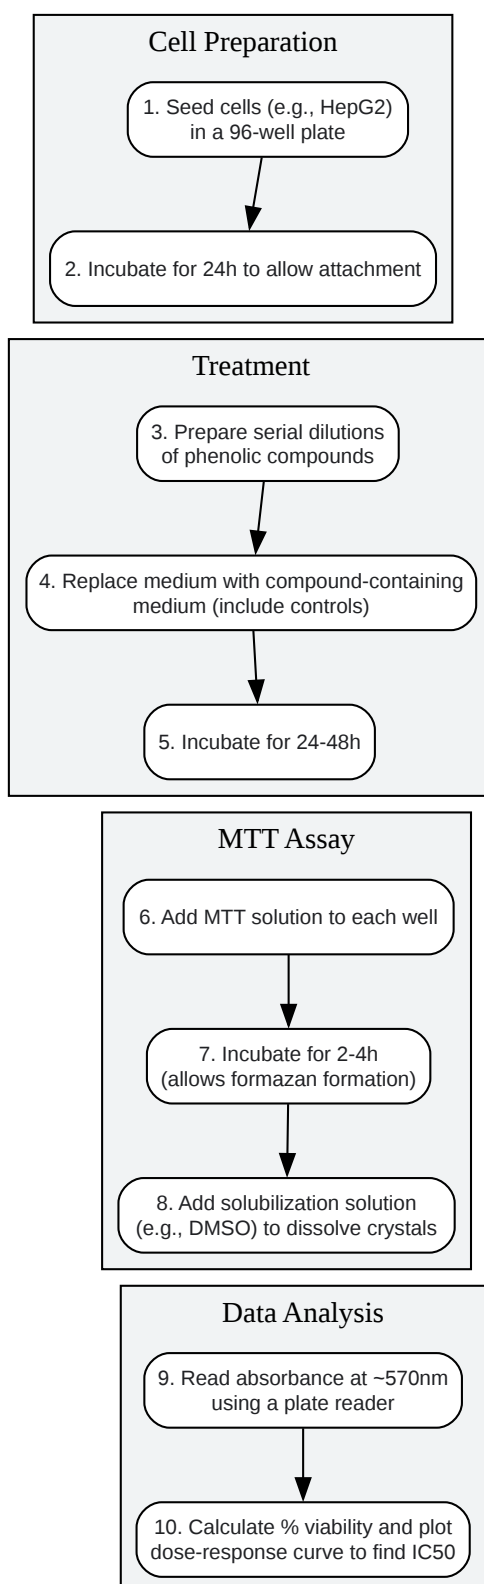 Cell Preparation
1. Seed cells (e.g., HepG2)
in a 96-well plate
2. Incubate for 24h to allow attachment
Treatment
3. Prepare serial dilutions
of phenolic compounds
4. Replace medium with compound-containing
medium (include controls)
5. Incubate for 24-48h
MTT Assay
6. Add MTT solution to each well
7. Incubate for 2-4h
(allows formazan formation)
8. Add solubilization solution
(e.g., DMSO) to dissolve crystals
Data Analysis
9. Read absorbance at ~570nm
using a plate reader
10. Calculate % viability and plot
dose-response curve to find IC50